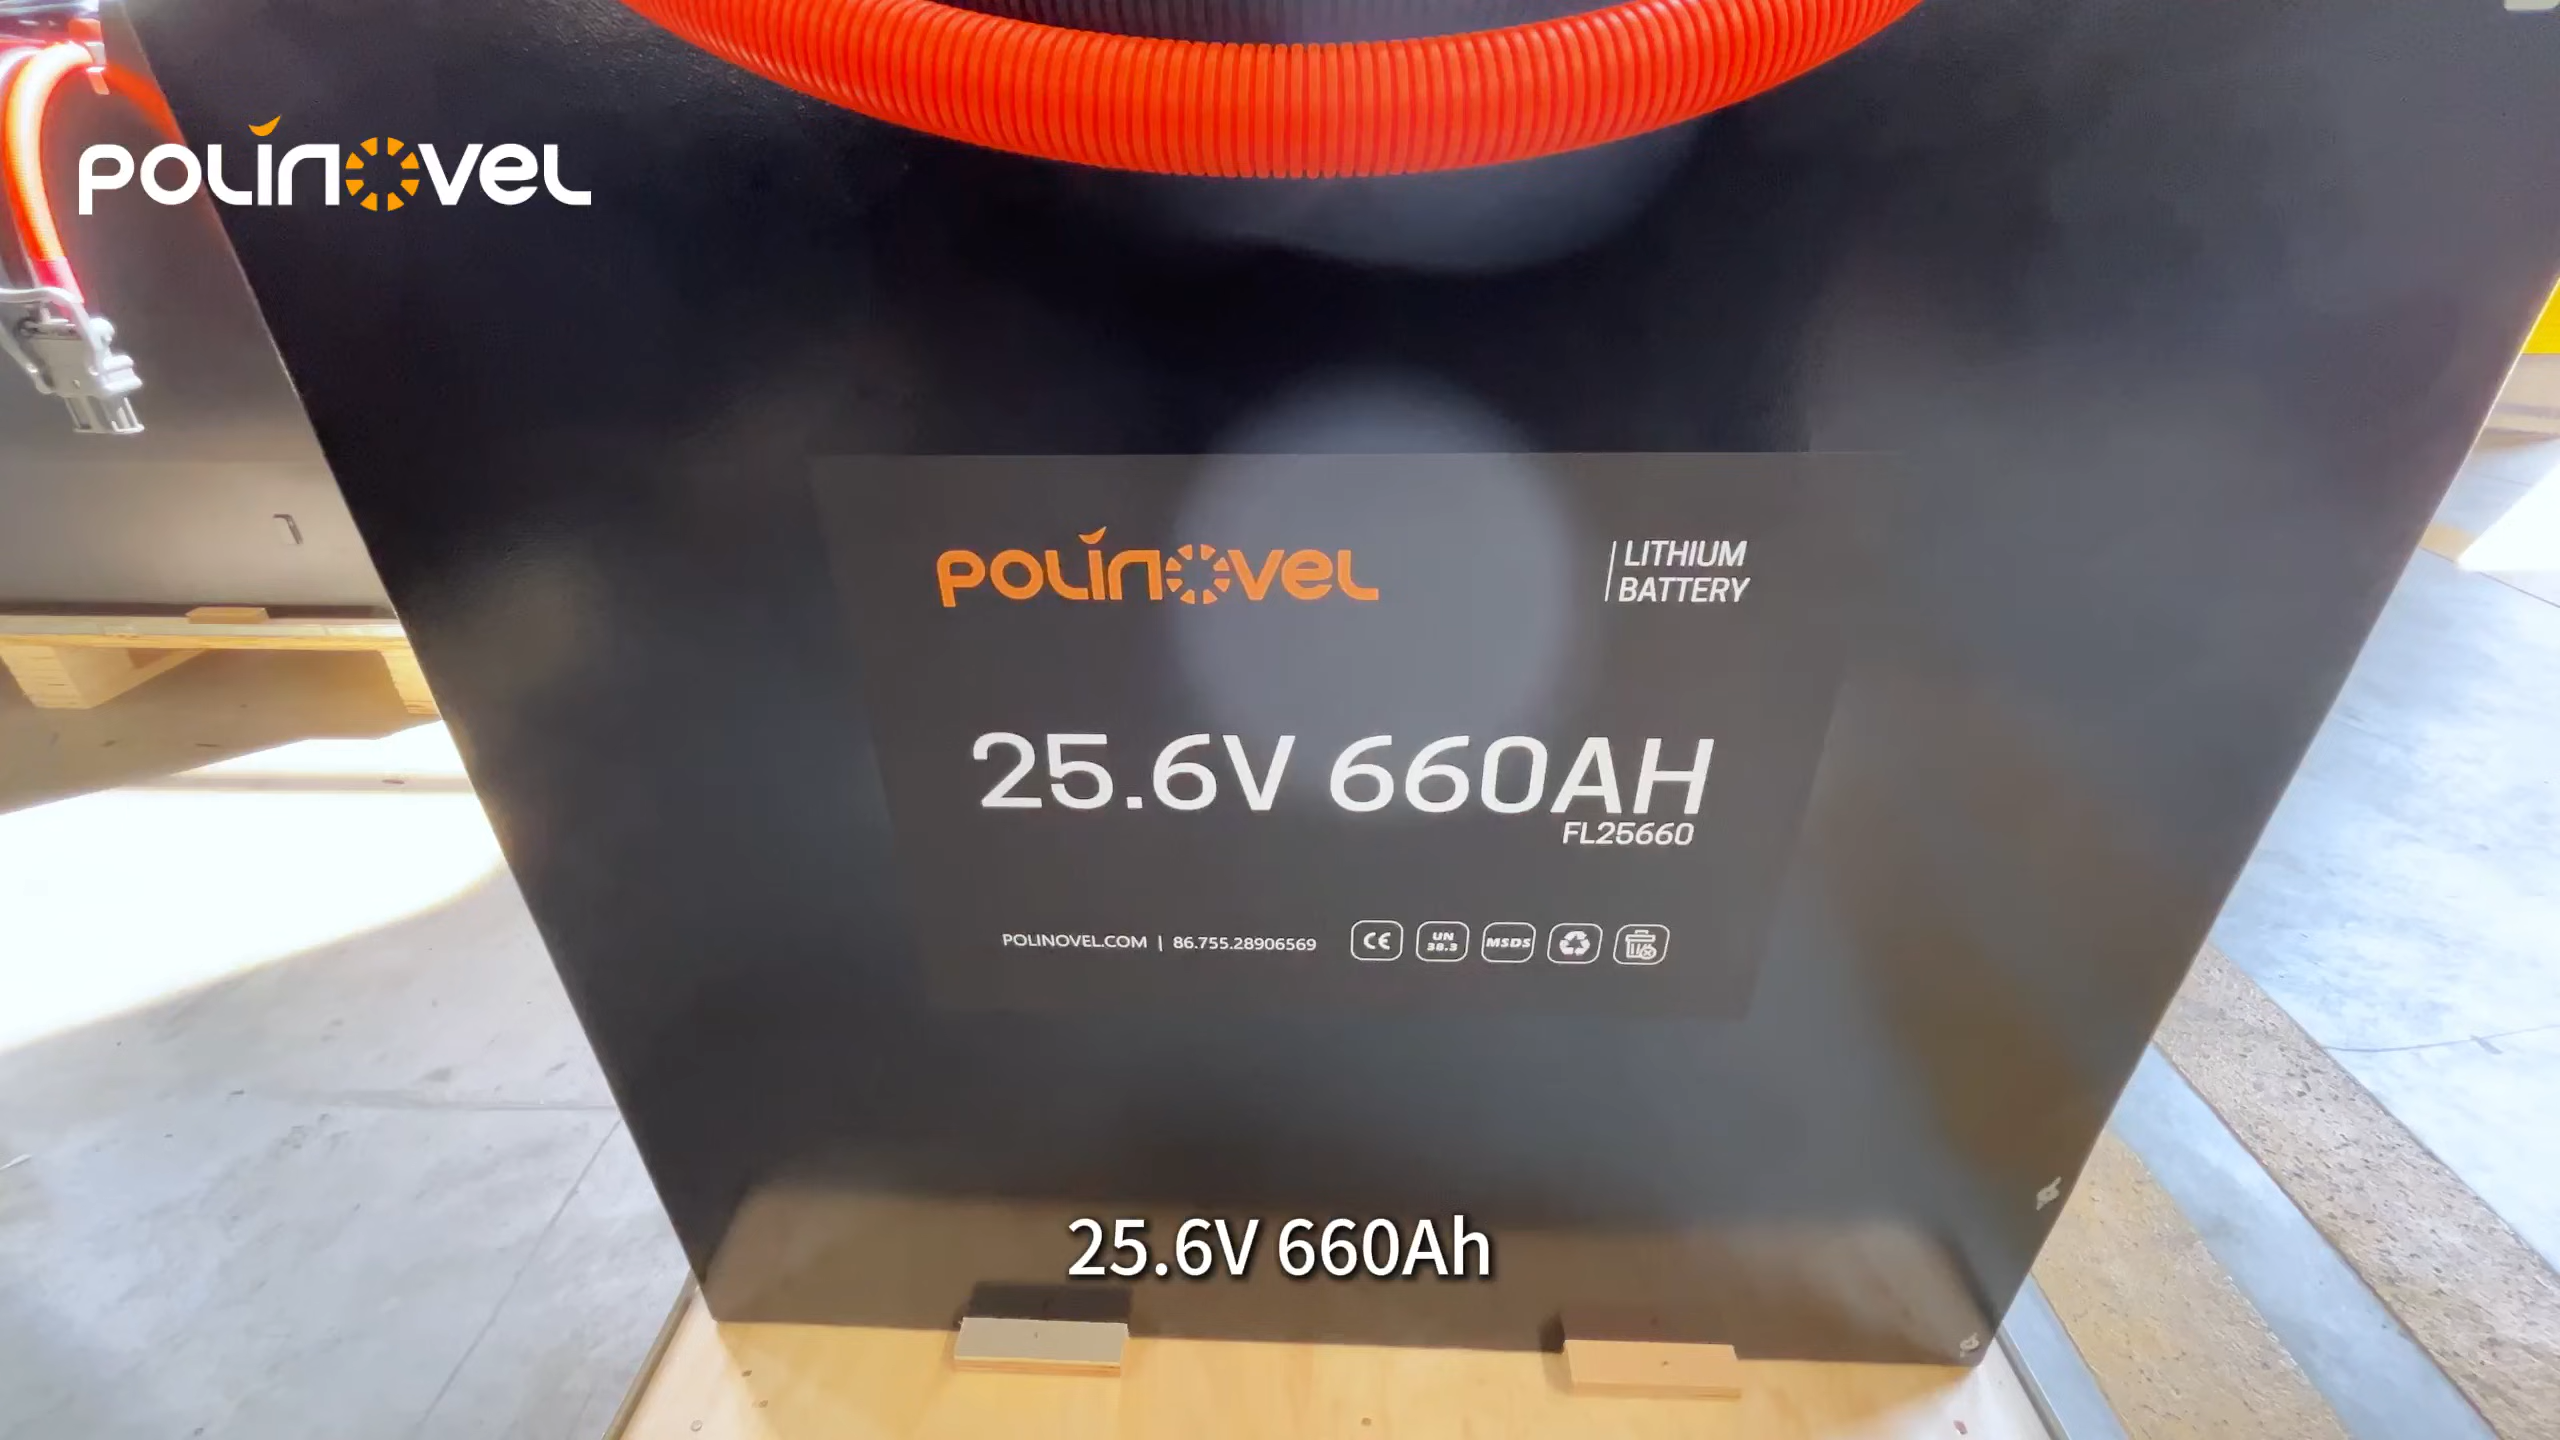 POLINOVEL
POLINOVEL
LITHIUM
BATTERY
25.6V 660AH
FL25660
POLINOVEL.COM | 86.755.28906569
CE
UN
38.3
MSDS
25.6V 660Ah